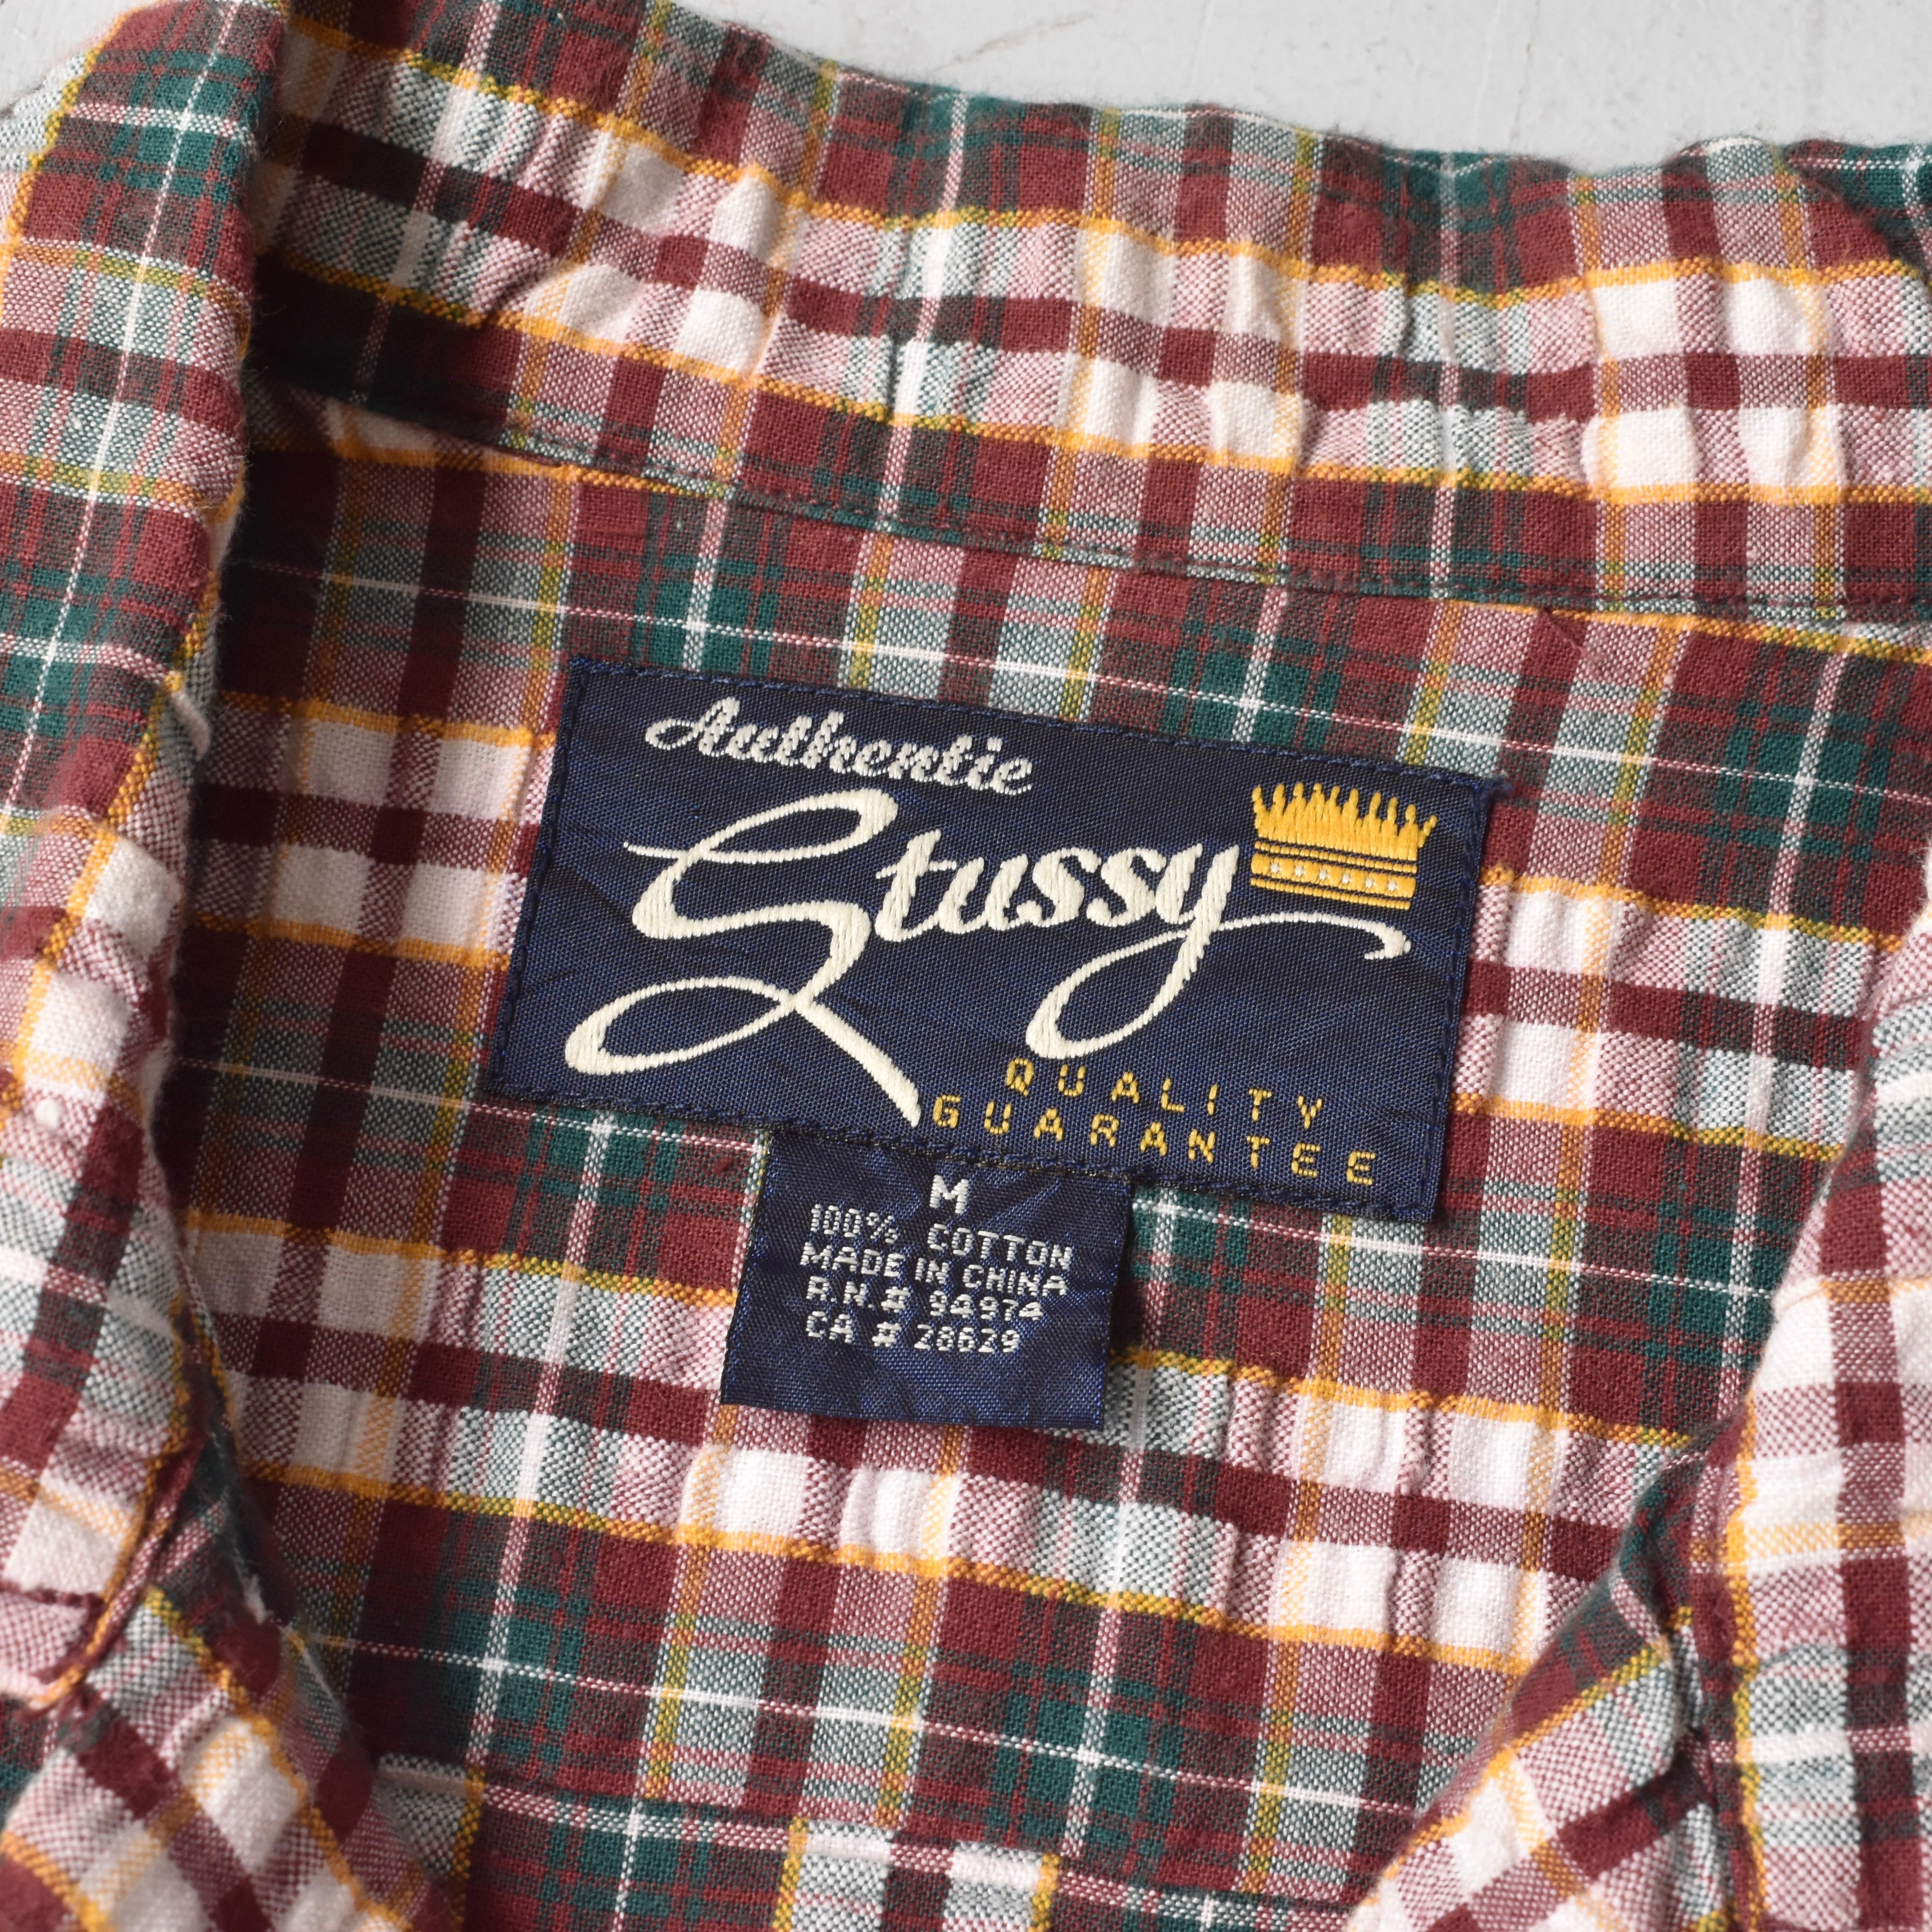 Authentic
Stussy
QUALITY
GUARANTEE
M
100% COTTON
MADE IN CHINA
R.N.# 94974
CA # 28629